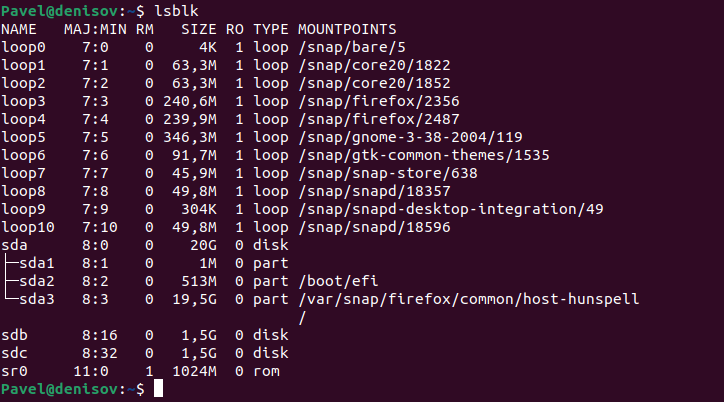 Pavel@denisov:~$ lsblk
NAME   MAJ:MIN RM   SIZE RO TYPE MOUNTPOINTS
loop0    7:0    0     4K  1 loop /snap/bare/5
loop1    7:1    0  63,3M  1 loop /snap/core20/1822
loop2    7:2    0  63,3M  1 loop /snap/core20/1852
loop3    7:3    0 240,6M  1 loop /snap/firefox/2356
loop4    7:4    0 239,9M  1 loop /snap/firefox/2487
loop5    7:5    0 346,3M  1 loop /snap/gnome-3-38-2004/119
loop6    7:6    0  91,7M  1 loop /snap/gtk-common-themes/1535
loop7    7:7    0  45,9M  1 loop /snap/snap-store/638
loop8    7:8    0  49,8M  1 loop /snap/snapd/18357
loop9    7:9    0   304K  1 loop /snap/snapd-desktop-integration/49
loop10   7:10   0  49,8M  1 loop /snap/snapd/18596
sda      8:0    0    20G  0 disk
├─sda1   8:1    0     1M  0 part
├─sda2   8:2    0   513M  0 part /boot/efi
└─sda3   8:3    0  19,5G  0 part /var/snap/firefox/common/host-hunspell
                                 /
sdb      8:16   0   1,5G  0 disk
sdc      8:32   0   1,5G  0 disk
sr0     11:0    1  1024M  0 rom
Pavel@denisov:~$